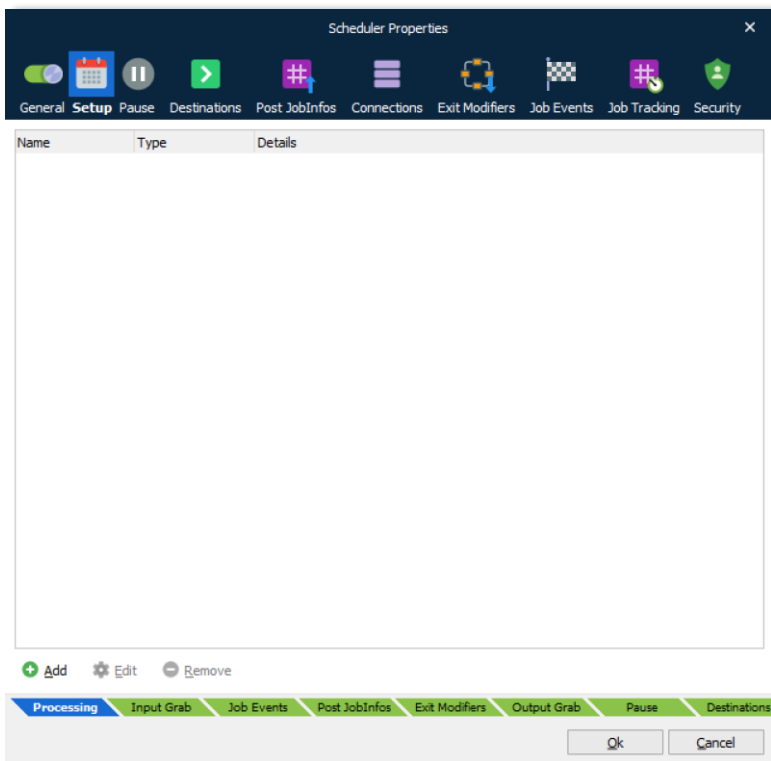 Scheduler Properties
General Setup Pause Destinations Post JobInfos Connections Exit Modifiers Job Events Job Tracking Security
Name Type Details
Add Edit Remove
Processing Input Grab Job Events Post JobInfos Exit Modifiers Output Grab Pause Destinations
Ok Cancel